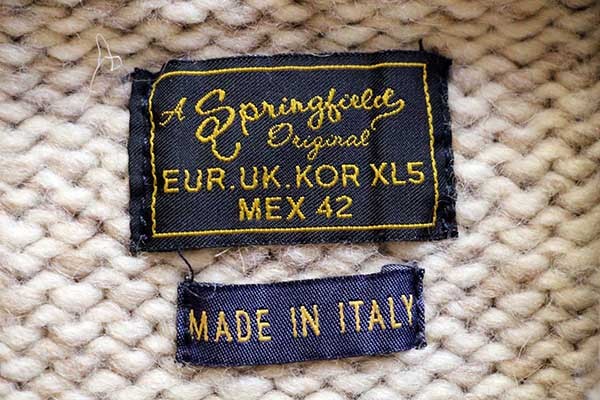 A Springfield
Original
EUR.UK.KOR XL5
MEX 42
MADE IN ITALY